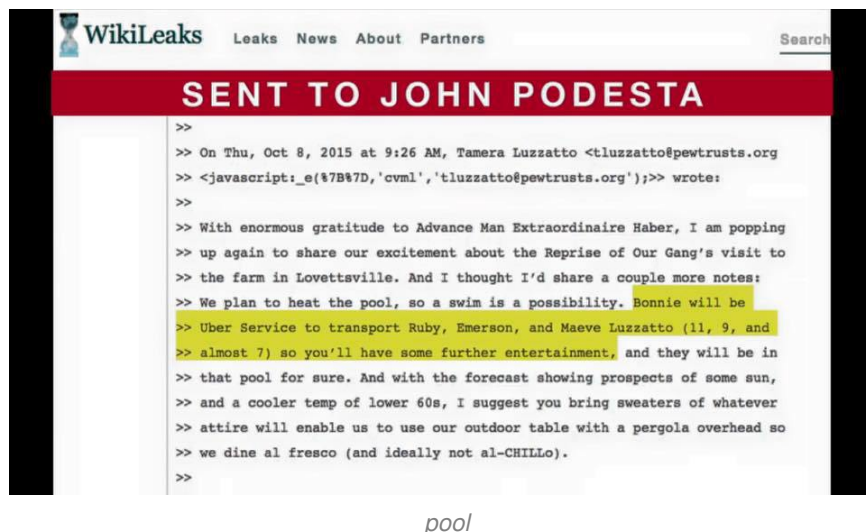 WikiLeaks Leaks News About Partners Search
SENT TO JOHN PODESTA
>>
>> On Thu, Oct 8, 2015 at 9:26 AM, Tamera Luzzatto <tluzzatto@pewtrusts.org
>> <javascript:_e(%7B%7D,'cvml','tluzzatto@pewtrusts.org');>> wrote:
>>
>> With enormous gratitude to Advance Man Extraordinaire Haber, I am popping
>> up again to share our excitement about the Reprise of Our Gang's visit to
>> the farm in Lovettsville. And I thought I'd share a couple more notes:
>> We plan to heat the pool, so a swim is a possibility. Bonnie will be
>> Uber Service to transport Ruby, Emerson, and Maeve Luzzatto (11, 9, and
>> almost 7) so you'll have some further entertainment, and they will be in
>> that pool for sure. And with the forecast showing prospects of some sun,
>> and a cooler temp of lower 60s, I suggest you bring sweaters of whatever
>> attire will enable us to use our outdoor table with a pergola overhead so
>> we dine al fresco (and ideally not al-CHILLo).
>>
pool